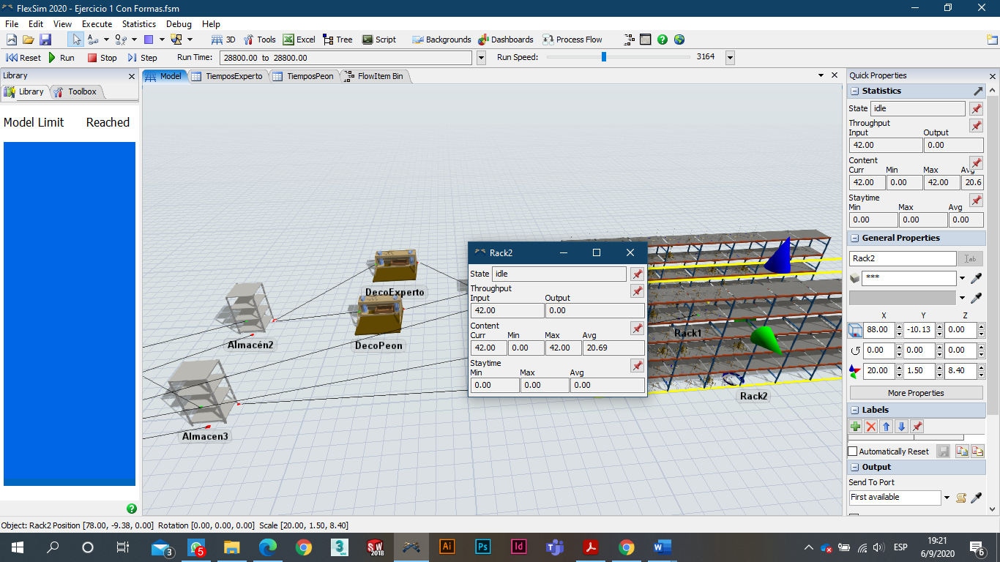 FlexSim 2020 - Ejercicio 1 Con Formas.fsm
File Edit View Execute Statistics Debug Help
3D Tools Excel Tree Script Backgrounds Dashboards Process Flow
Reset Run Stop Step Run Time: 28800.00 to 28800.00 Run Speed: 3164
Library
Library Toolbox
Model Limit Reached
Model TiemposExperto TiemposPeon FlowItem Bin
DecoExperto
DecoPeon
Almacén2
Almacen3
Rack1
Rack2
Rack2
State idle
Throughput
Input Output
42.00 0.00
Content
Curr Min Max Avg
42.00 0.00 42.00 20.69
Staytime
Min Max Avg
0.00 0.00 0.00
Quick Properties
Statistics
State idle
Throughput
Input Output
42.00 0.00
Content
Curr Min Max Avg
42.00 0.00 42.00 20.6
Staytime
Min Max Avg
0.00 0.00 0.00
General Properties
Rack2
***
X Y Z
88.00 -10.13 0.00
0.00 0.00 0.00
20.00 1.50 8.40
More Properties
Labels
Automatically Reset
Output
Send To Port
First available
Object: Rack2 Position [78.00, -9.38, 0.00] Rotation [0.00, 0.00, 0.00] Scale [20.00, 1.50, 8.40]
3 5 3 SW 2018 Ai Ps Id ESP 19:21
6/9/2020 6